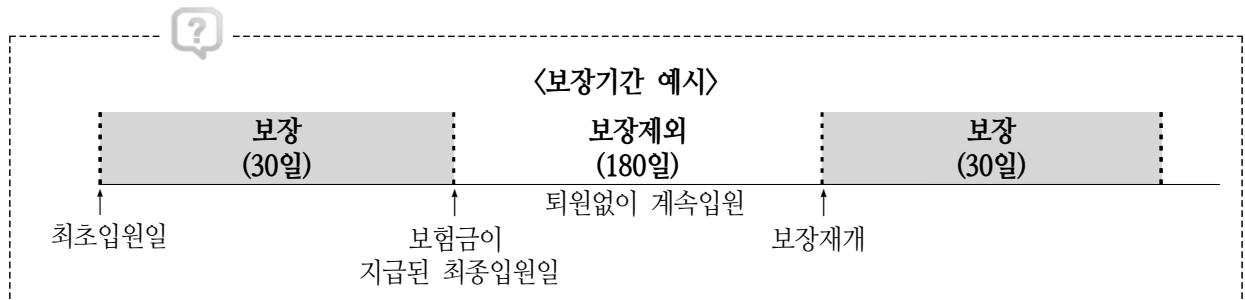 ?
〈보장기간 예시〉
보장 보장제외 보장
(30일) (180일) (30일)
퇴원없이 계속입원
최초입원일 보험금이 보장재개
지급된 최종입원일